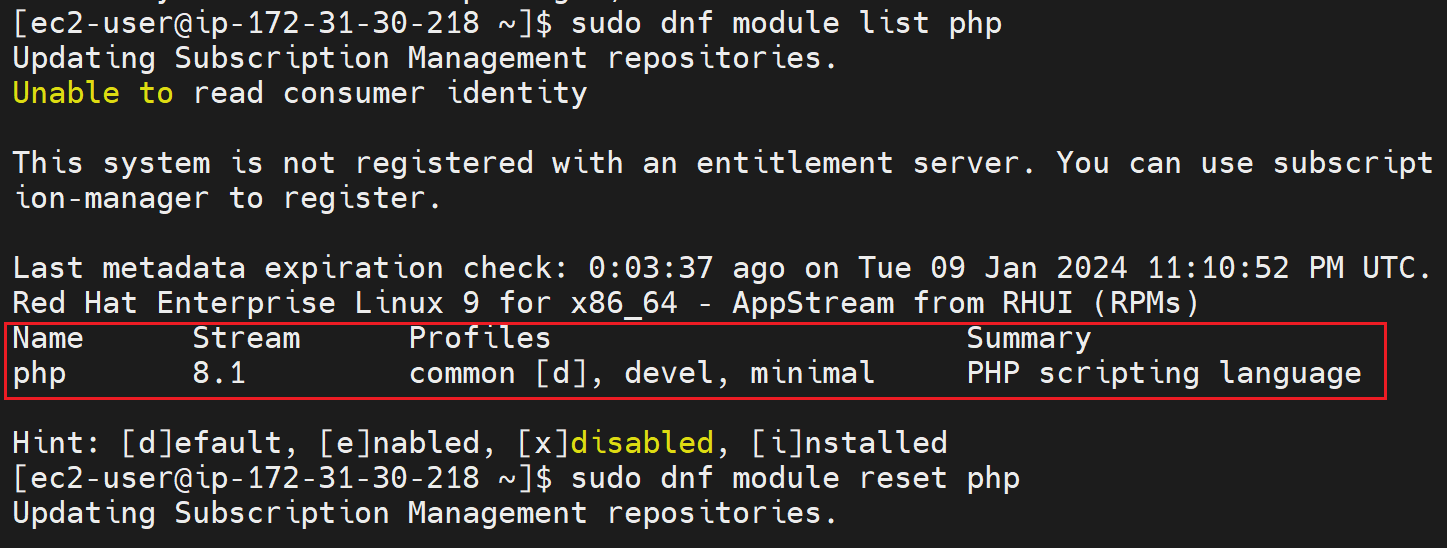 [ec2-user@ip-172-31-30-218 ~]$ sudo dnf module list php
Updating Subscription Management repositories.
Unable to read consumer identity
This system is not registered with an entitlement server. You can use subscript
ion-manager to register.
Last metadata expiration check: 0:03:37 ago on Tue 09 Jan 2024 11:10:52 PM UTC.
Red Hat Enterprise Linux 9 for x86_64 - AppStream from RHUI (RPMs)
Name      Stream      Profiles                       Summary
php       8.1         common [d], devel, minimal     PHP scripting language
Hint: [d]efault, [e]nabled, [x]disabled, [i]nstalled
[ec2-user@ip-172-31-30-218 ~]$ sudo dnf module reset php
Updating Subscription Management repositories.